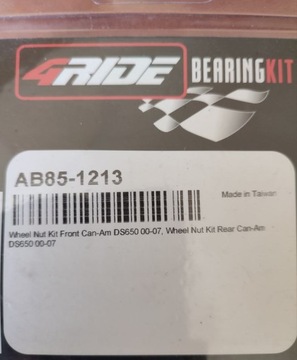 4RIDE BEARINGKIT
AB85-1213
Made in Taiwan
Wheel Nut Kit Front Can-Am DS650 00-07, Wheel Nut Kit Rear Can-Am
DS650 00-07